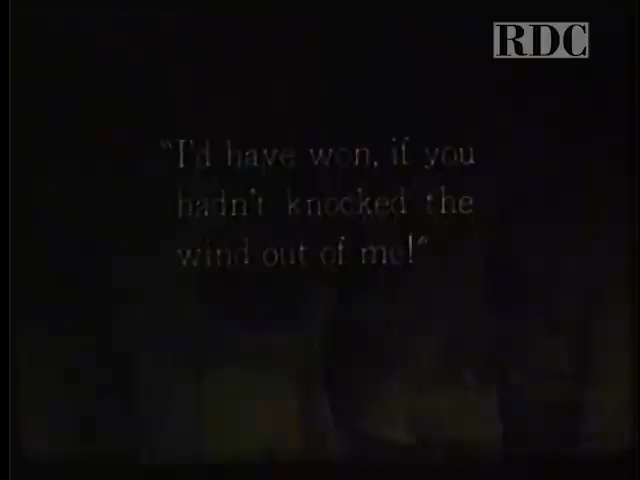 RDC
"I'd have won, if you
hadn't knocked the
wind out of me!"